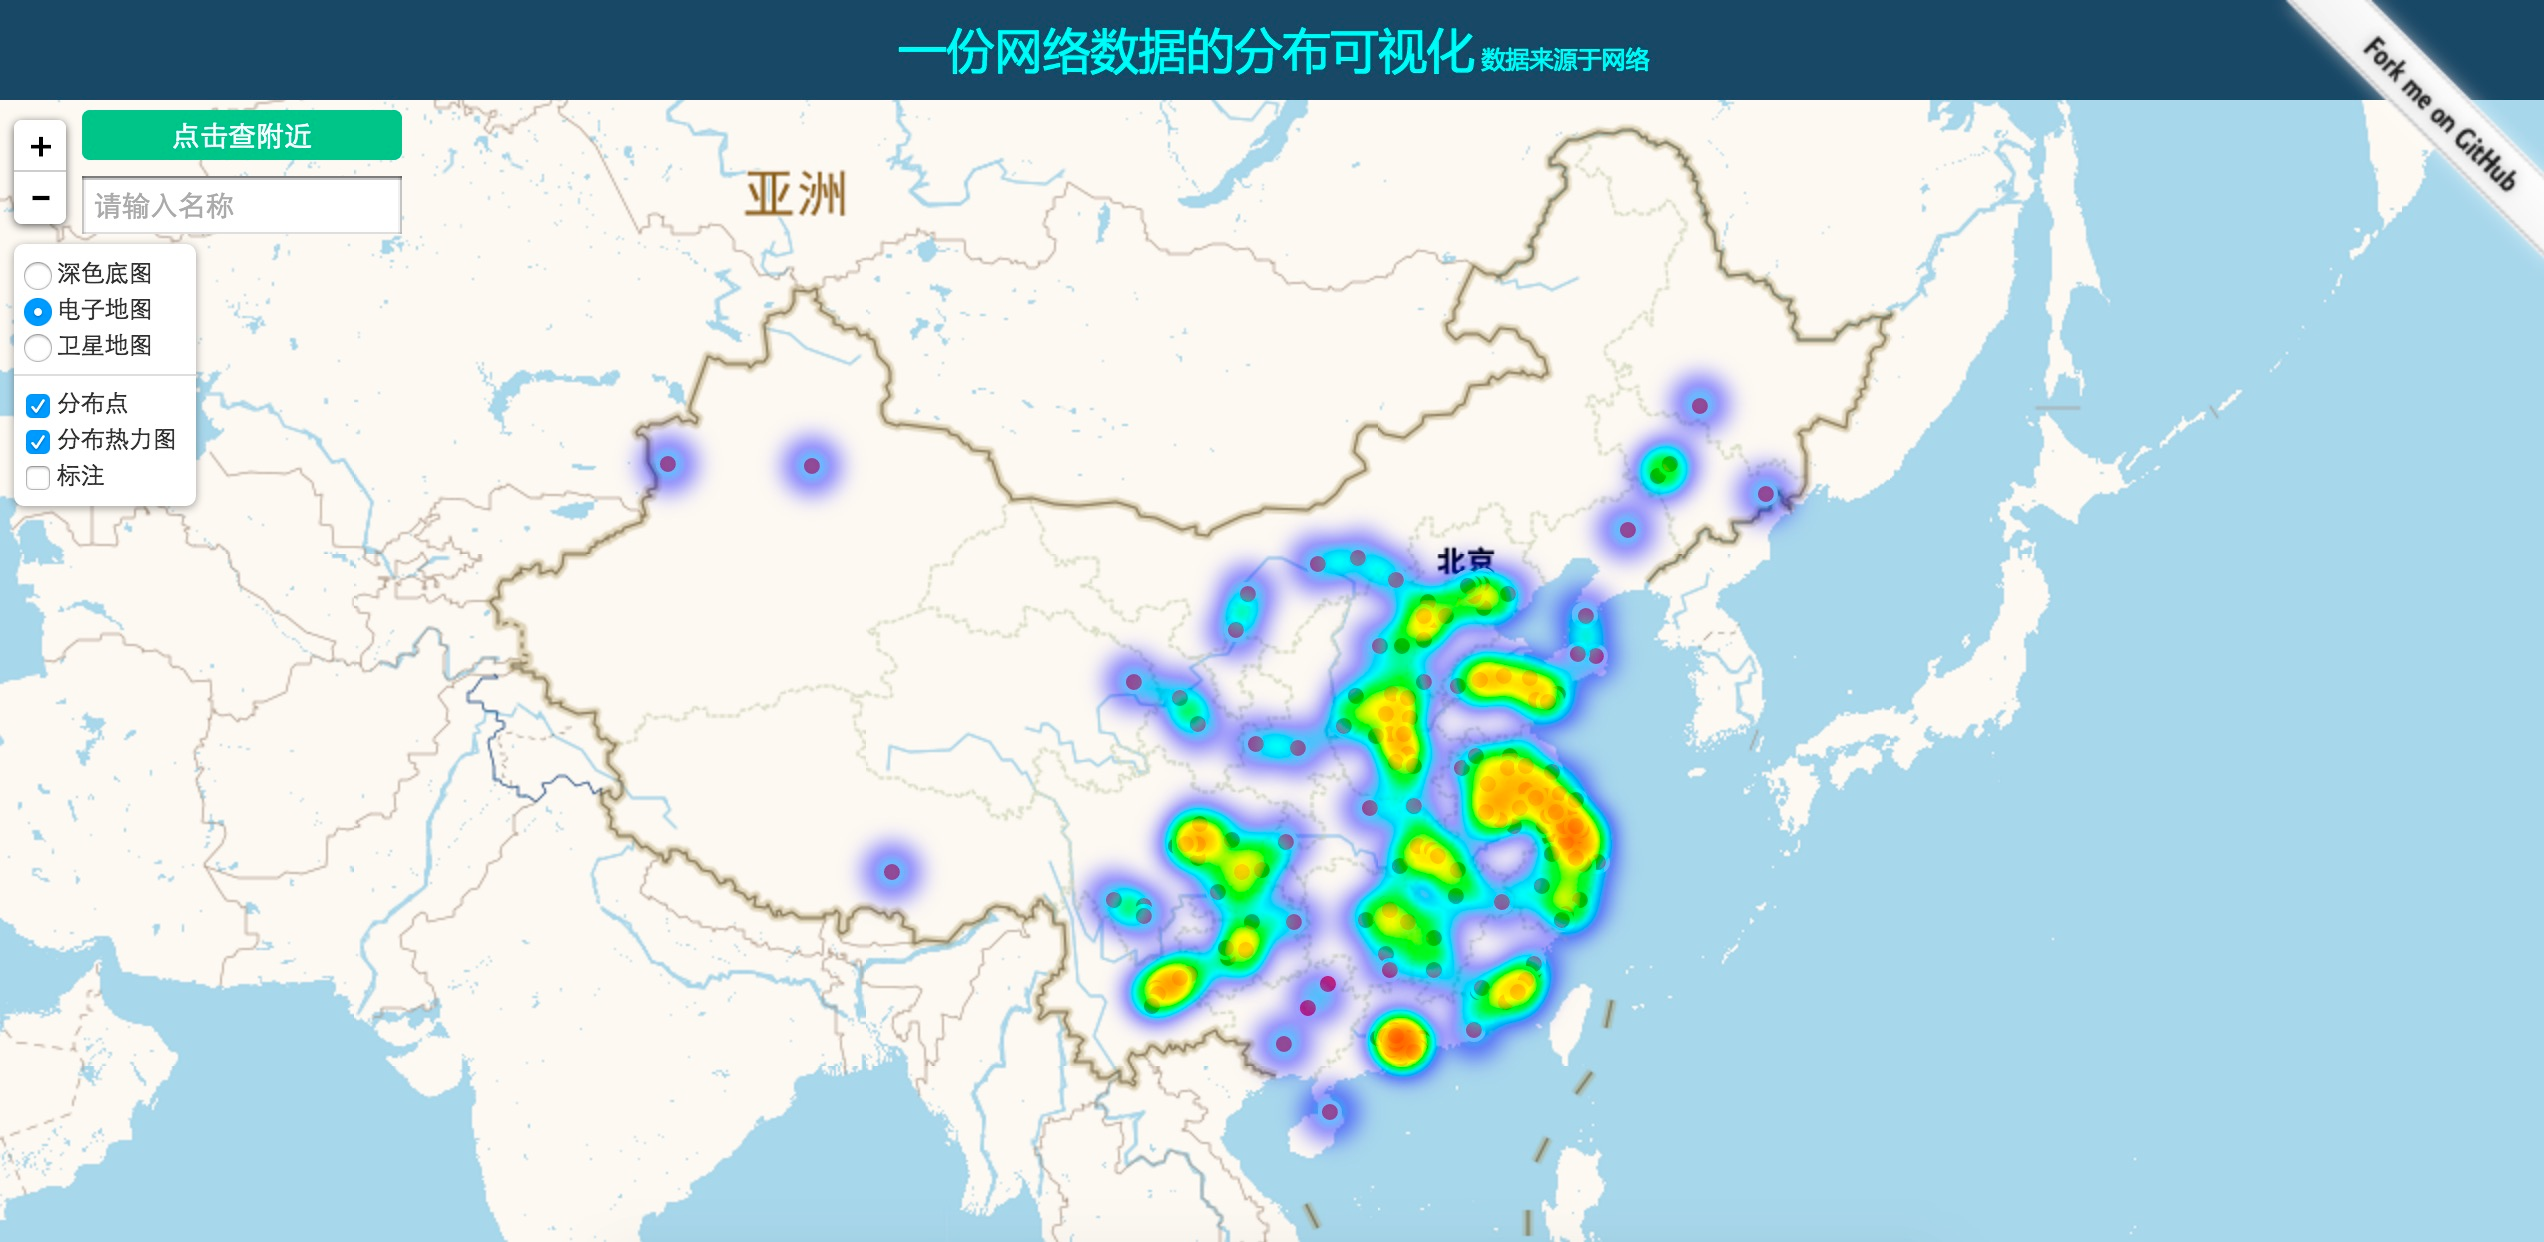 一份网络数据的分布可视化 数据来源于网络
Fork me on GitHub
+
点击查附近
-
请输入名称
深色底图
电子地图
卫星地图
分布点
分布热力图
标注
亚洲
北京